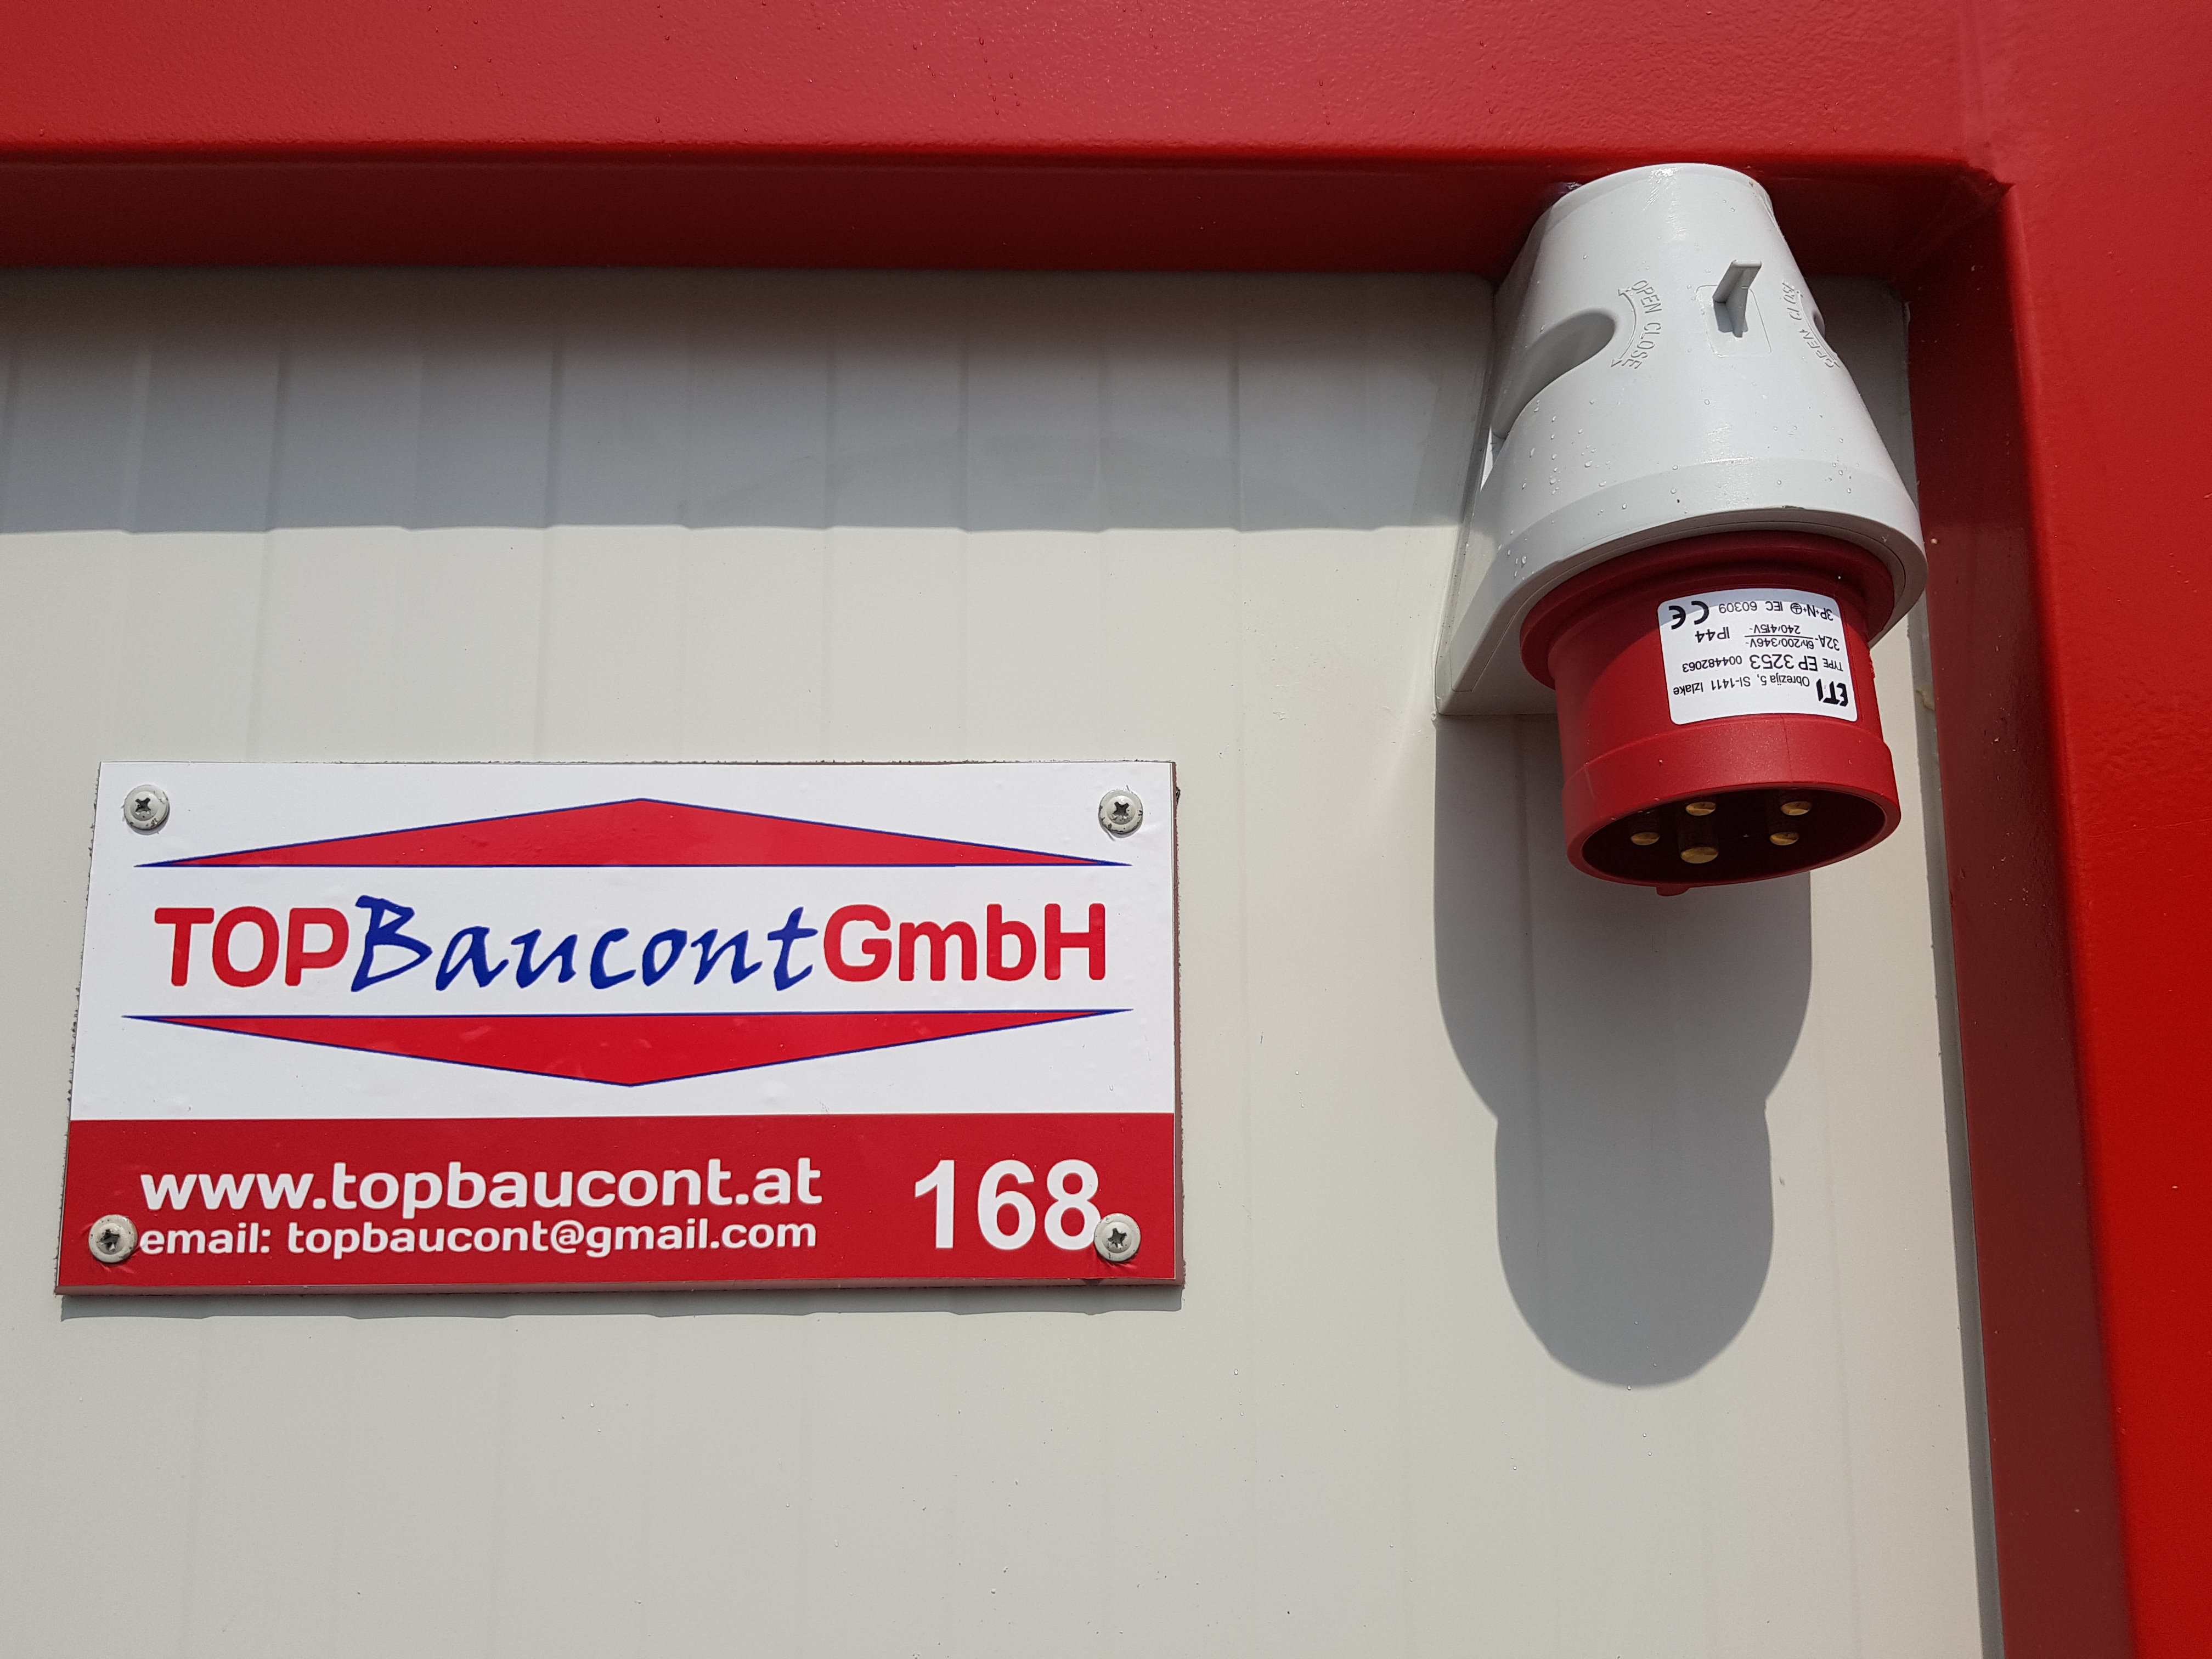 OPEN CLOSE
TOPBaucontGmbH
www.topbaucont.at
email: topbaucont@gmail.com
168
ETI Obrezija 5, SI-1411 Izlake
TYPE EP 3253 004482063
32A- 6h/200/346V~ 240/415V~ IP44
3P+N+⏚ IEC 60309 CE